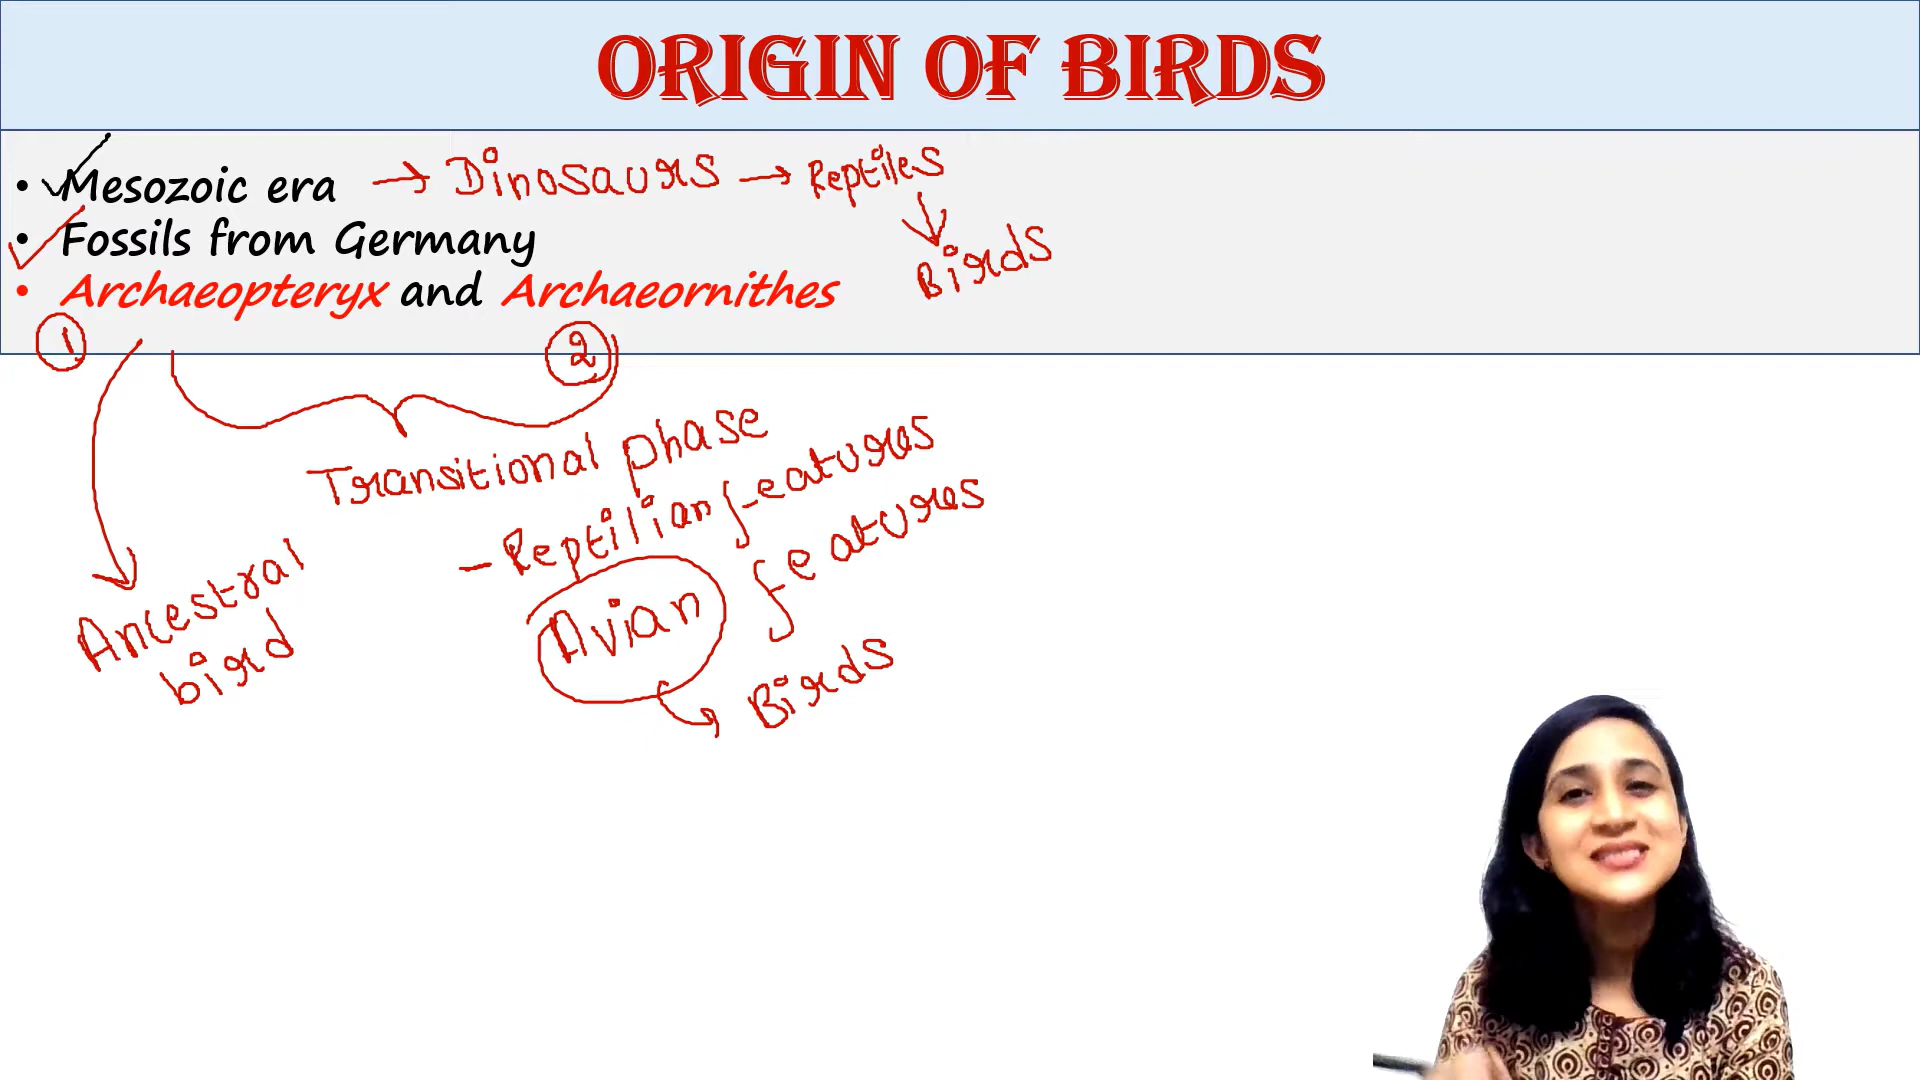 ORIGIN OF BIRDS
• Mesozoic era → Dinosaurs → Reptiles
Birds
• Fossils from Germany
• Archaeopteryx and Archaeornithes
1 2
Transitional phase
- Reptilian features
Avian features
Birds
Ancestral
bird